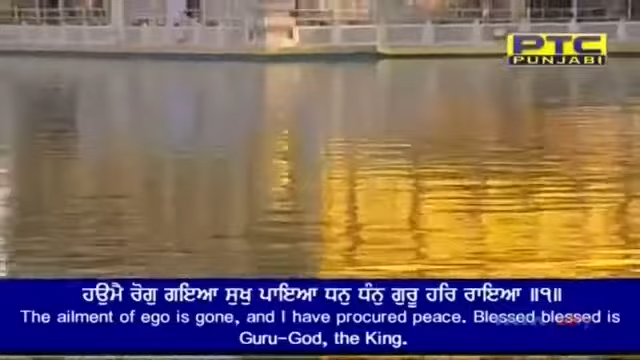 PTC
PUNJABI
ਹਉਮੈ ਰੋਗੁ ਗਇਆ ਸੁਖੁ ਪਾਇਆ ਧਨੁ ਧੰਨੁ ਗੁਰੂ ਹਰਿ ਰਾਇਆ ॥੧॥
The ailment of ego is gone, and I have procured peace. Blessed blessed is
Guru-God, the King.